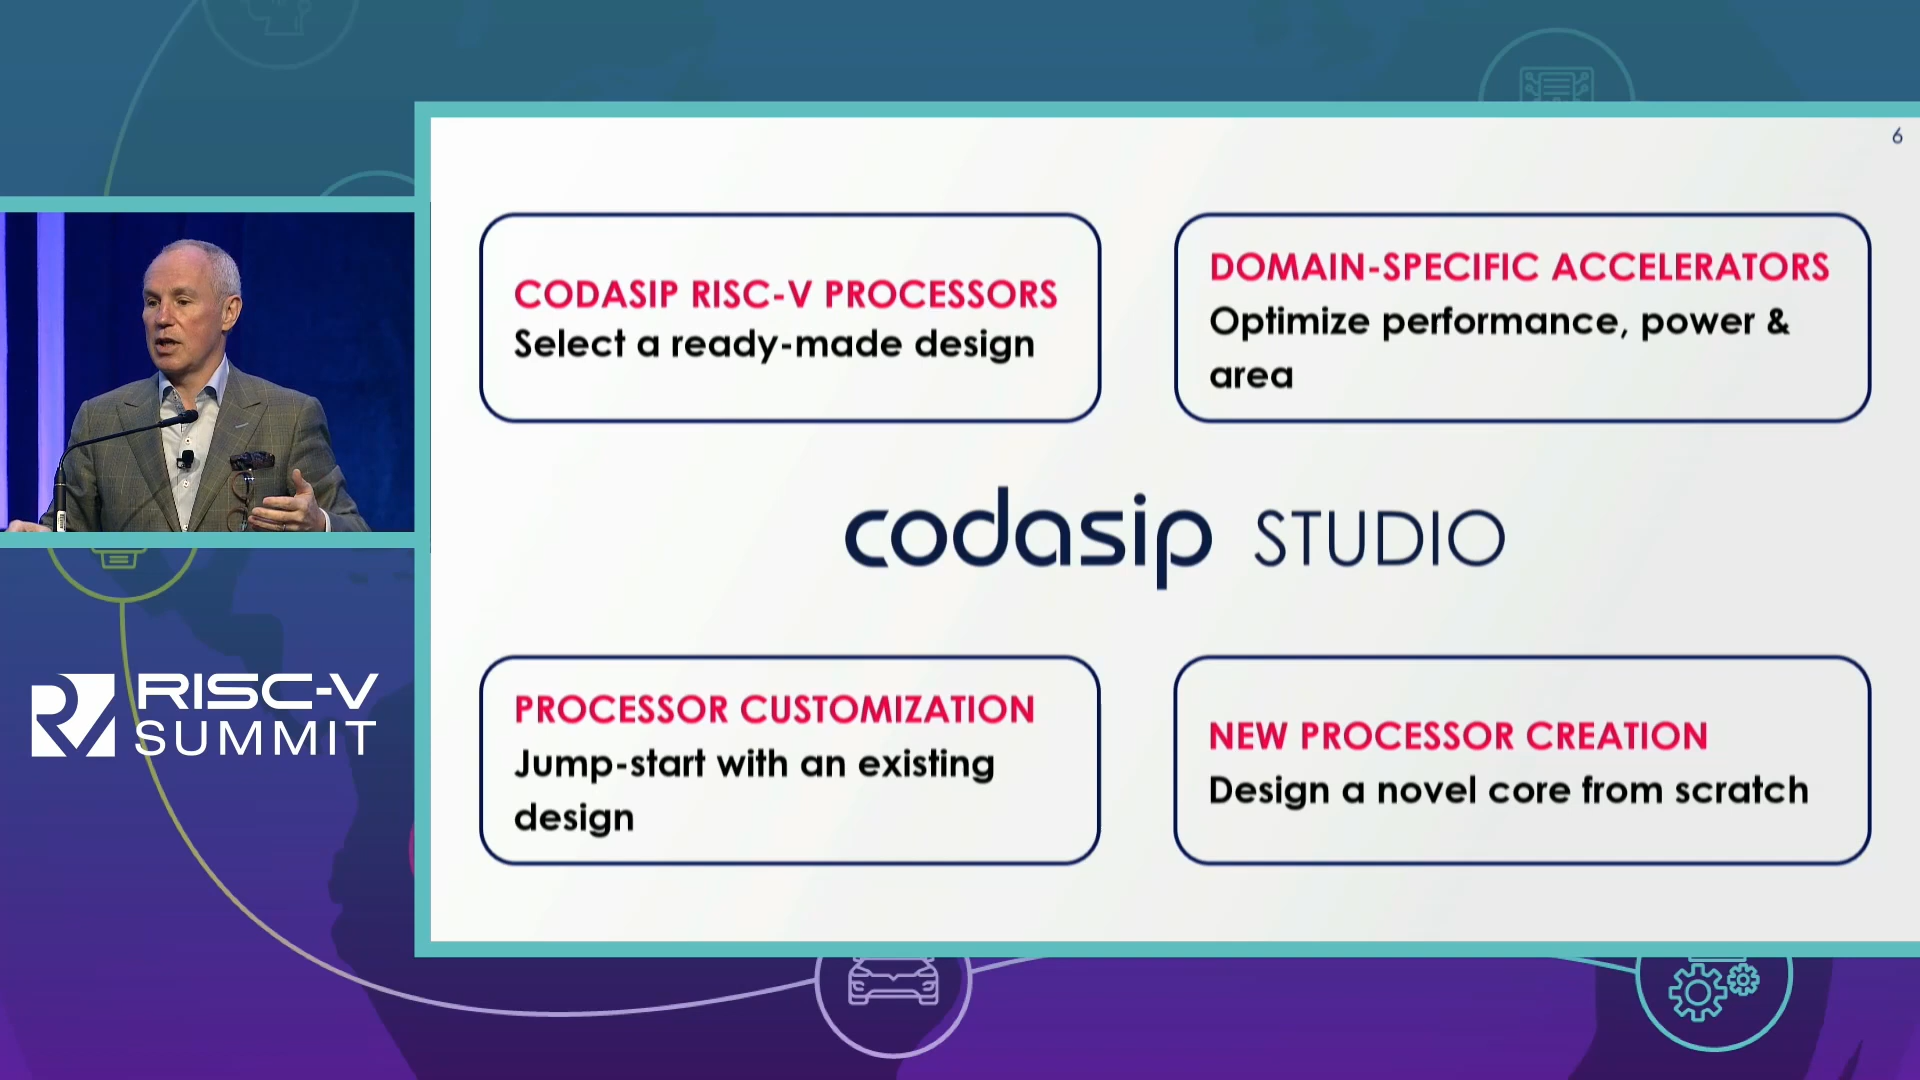 6
CODASIP RISC-V PROCESSORS
Select a ready-made design
DOMAIN-SPECIFIC ACCELERATORS
Optimize performance, power &
area
codasip STUDIO
PROCESSOR CUSTOMIZATION
Jump-start with an existing
design
NEW PROCESSOR CREATION
Design a novel core from scratch
RISC-V
SUMMIT